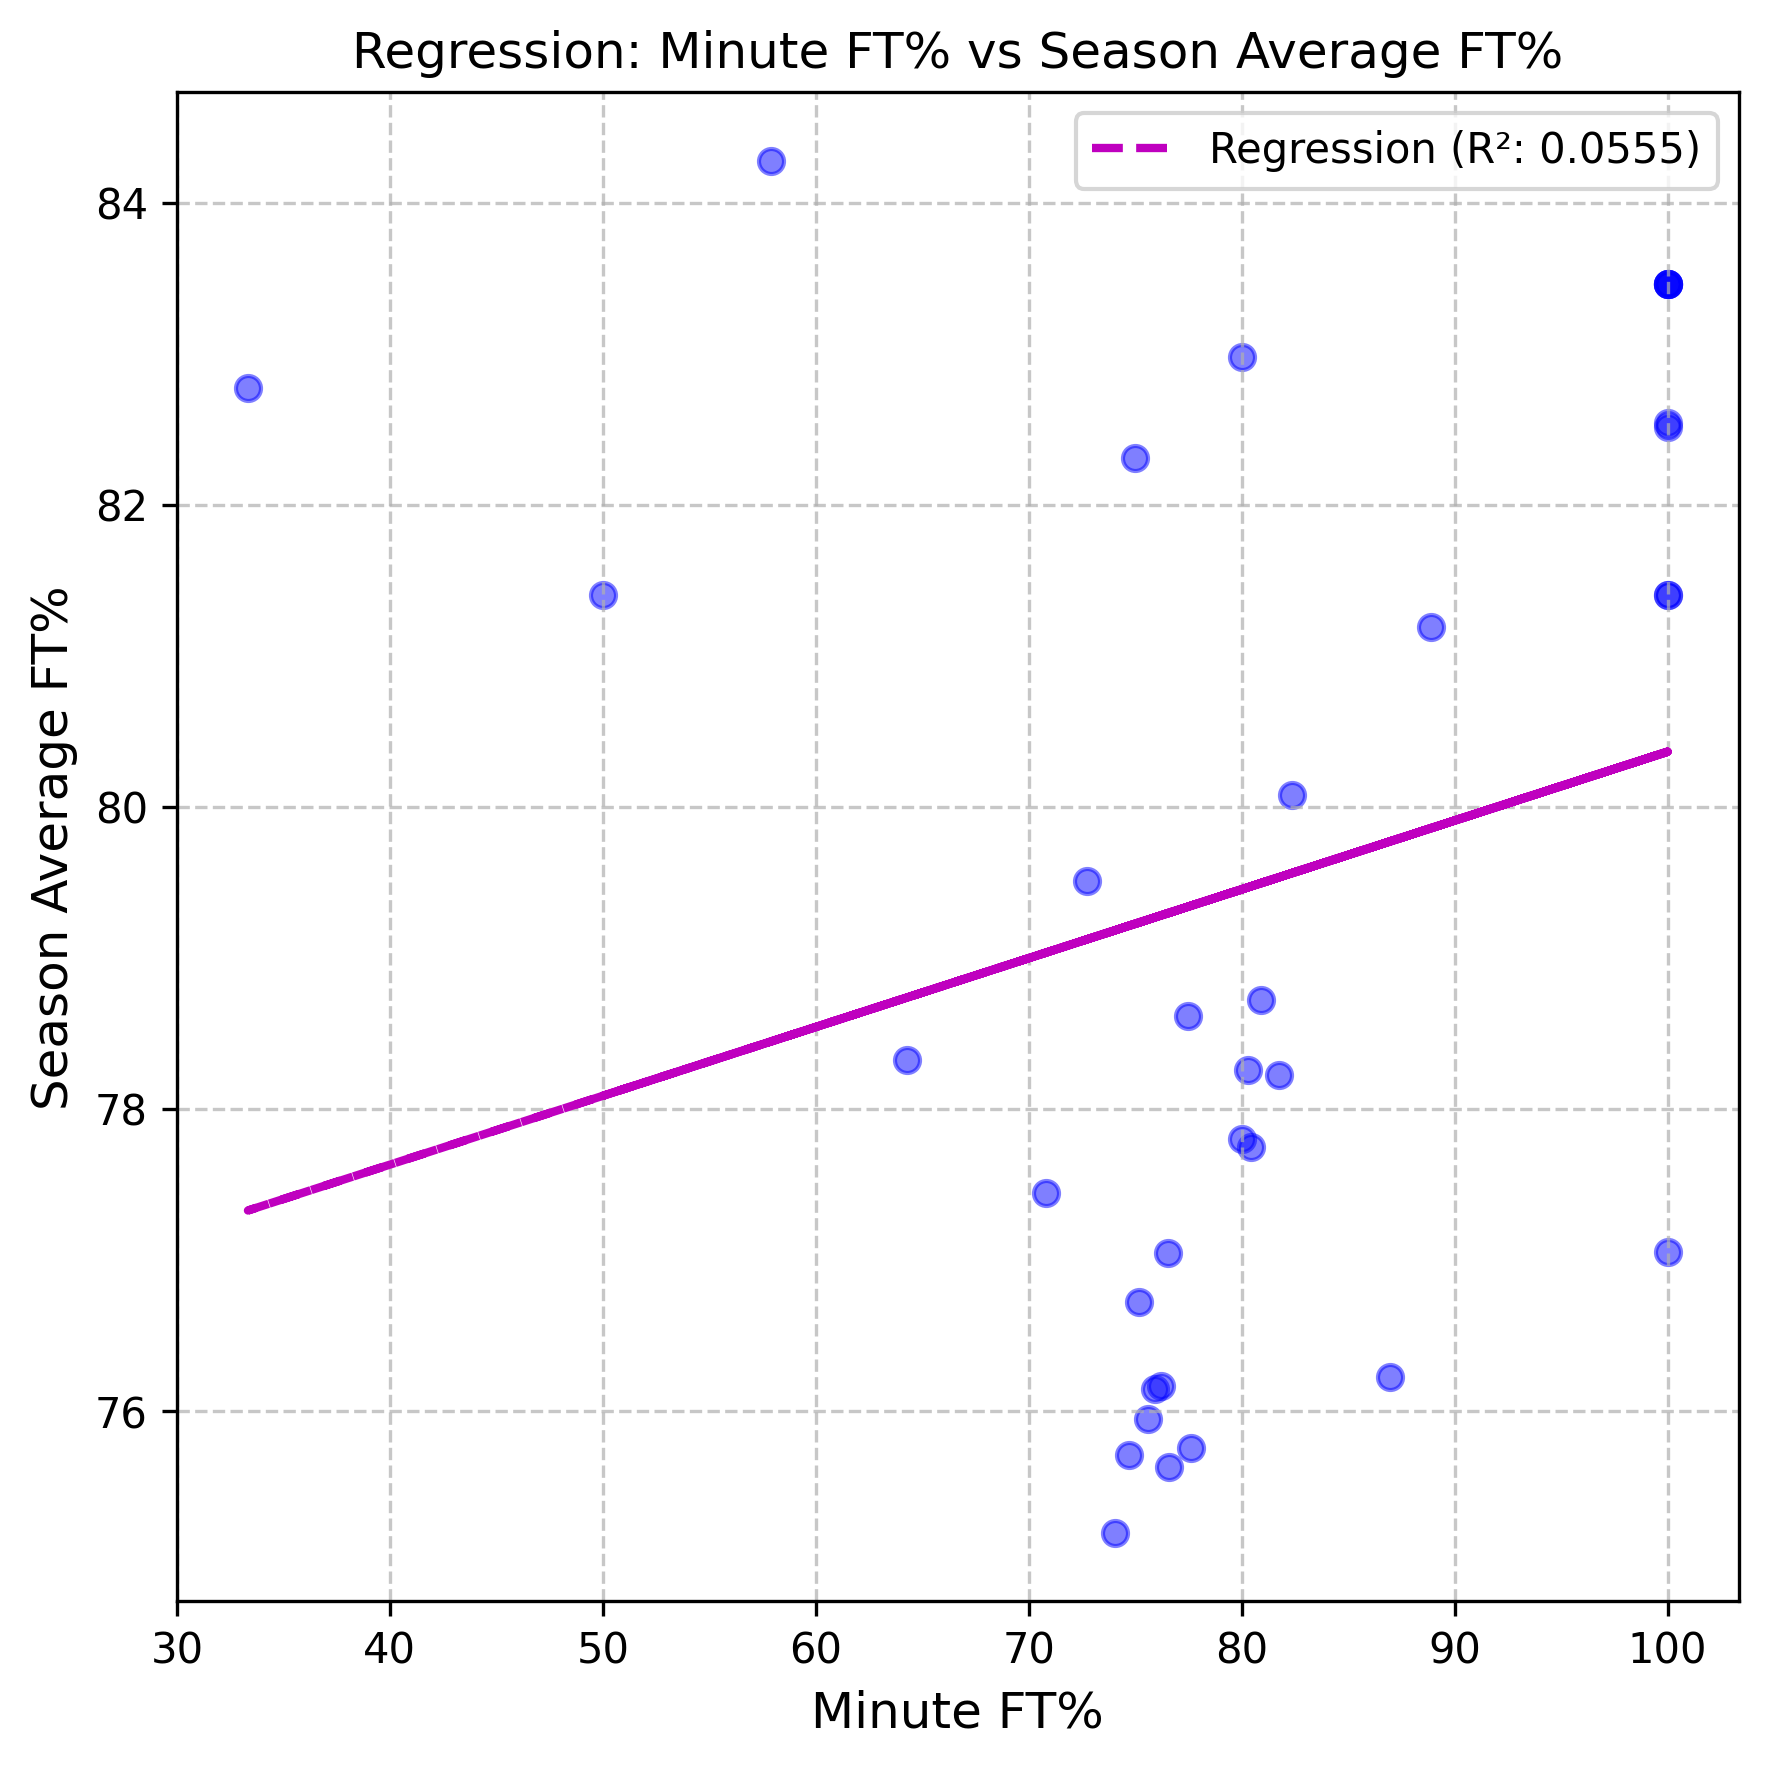 Regression: Minute FT% vs Season Average FT%
Regression (R²: 0.0555)
Season Average FT%
84
82
80
78
76
30 40 50 60 70 80 90 100
Minute FT%